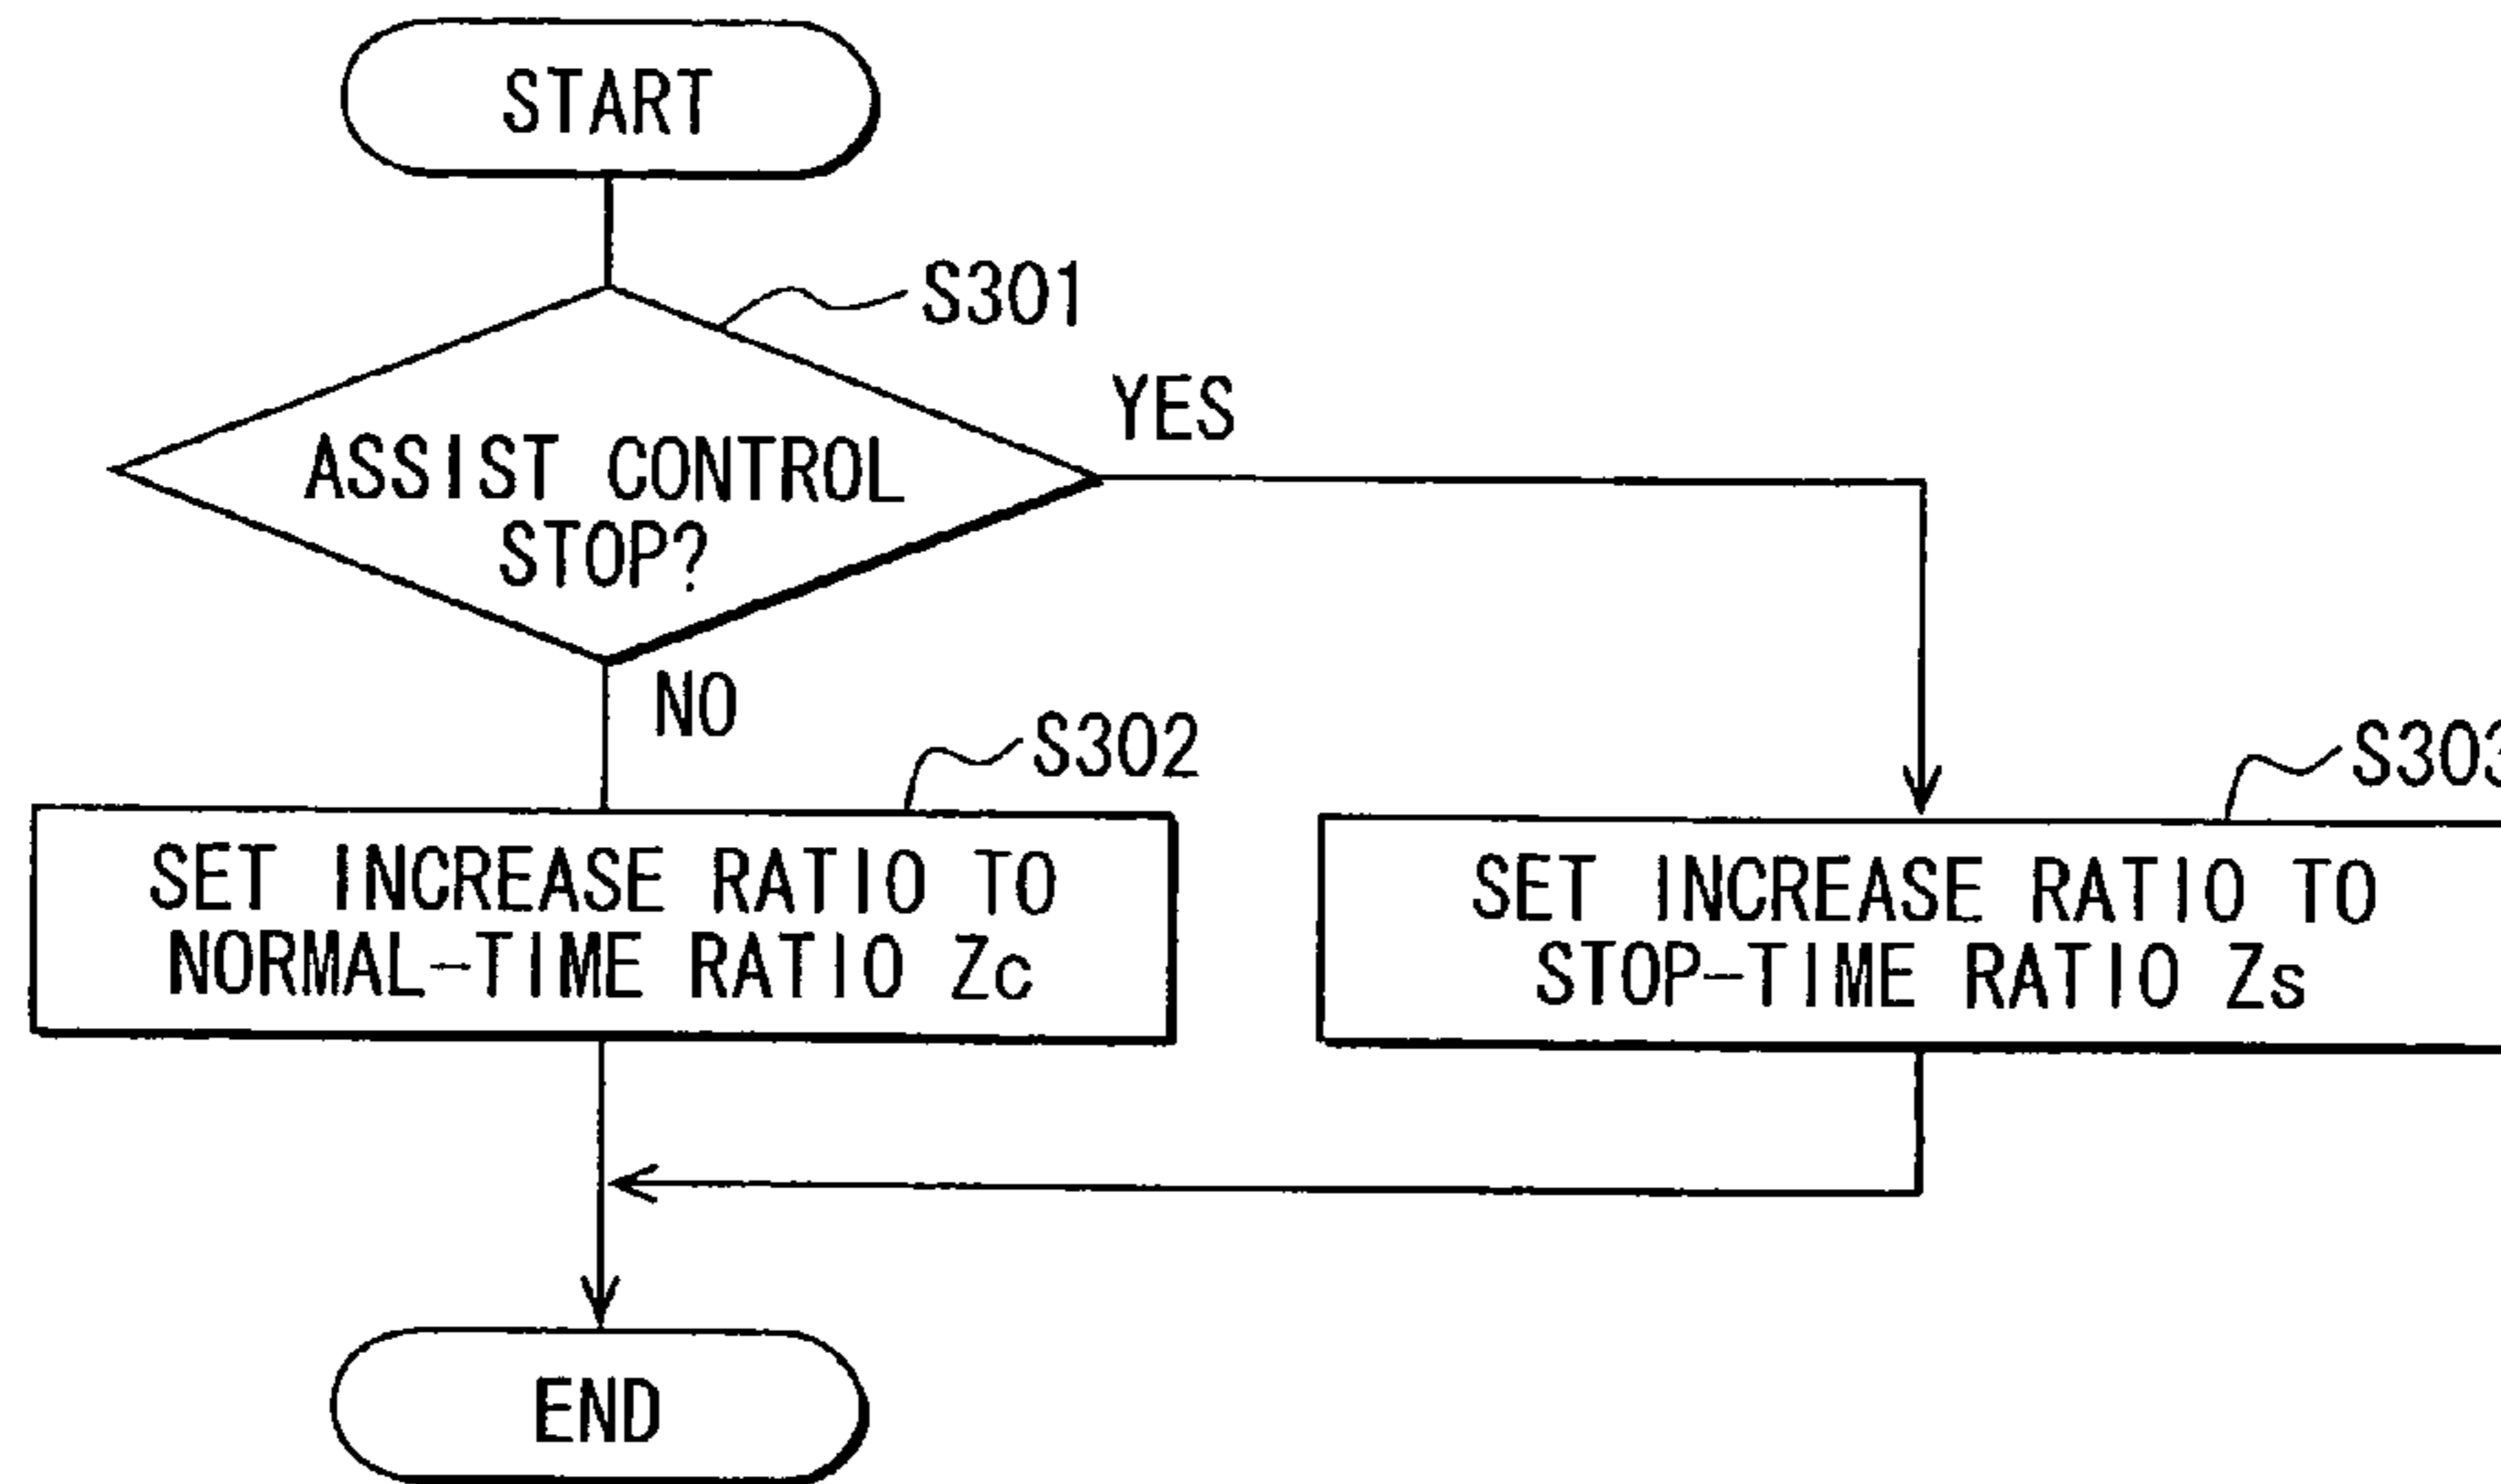 START
S301
YES
ASSIST CONTROL
STOP?
NO
S302
S303
SET INCREASE RATIO TO
NORMAL-TIME RATIO Zc
SET INCREASE RATIO TO
STOP-TIME RATIO Zs
END